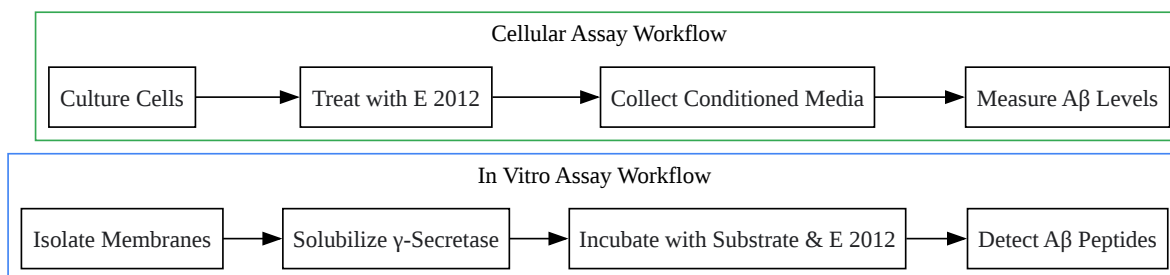 Cellular Assay Workflow
Culture Cells
Treat with E 2012
Collect Conditioned Media
Measure Aβ Levels
In Vitro Assay Workflow
Isolate Membranes
Solubilize γ-Secretase
Incubate with Substrate & E 2012
Detect Aβ Peptides